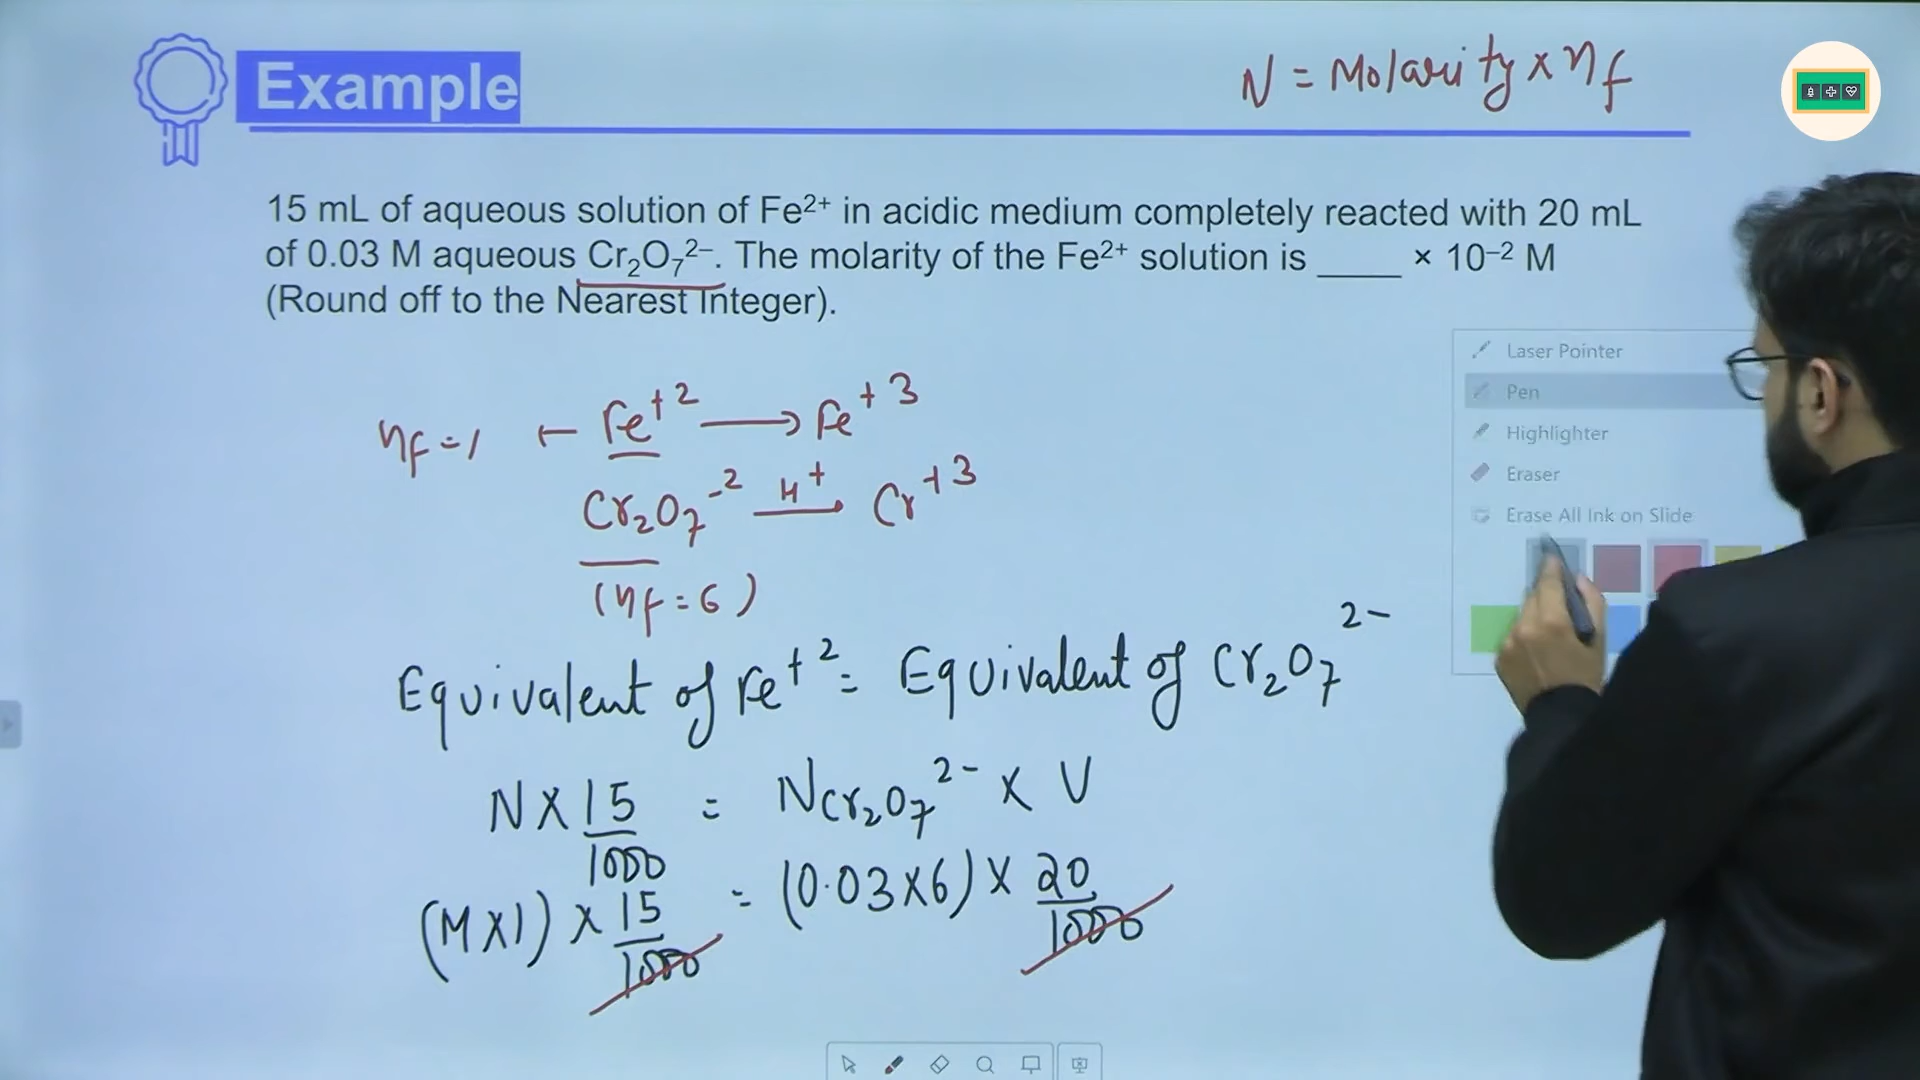 Example
N = Molarity × ηf
15 mL of aqueous solution of Fe²⁺ in acidic medium completely reacted with 20 mL
of 0.03 M aqueous Cr₂O₇²⁻. The molarity of the Fe²⁺ solution is ____ × 10⁻² M
(Round off to the Nearest Integer).
Laser Pointer
Pen
Highlighter
Eraser
Erase All Ink on Slide
ηf = 1 ← Fe⁺² → Fe⁺³
Cr₂O₇⁻² H⁺ → Cr⁺³
(ηf = 6)
Equivalent of Fe⁺² = Equivalent of Cr₂O₇²⁻
N × 15/1000 = NCr₂O₇²⁻ × V
(M×1) × 15/1000 = (0.03×6) × 20/1000